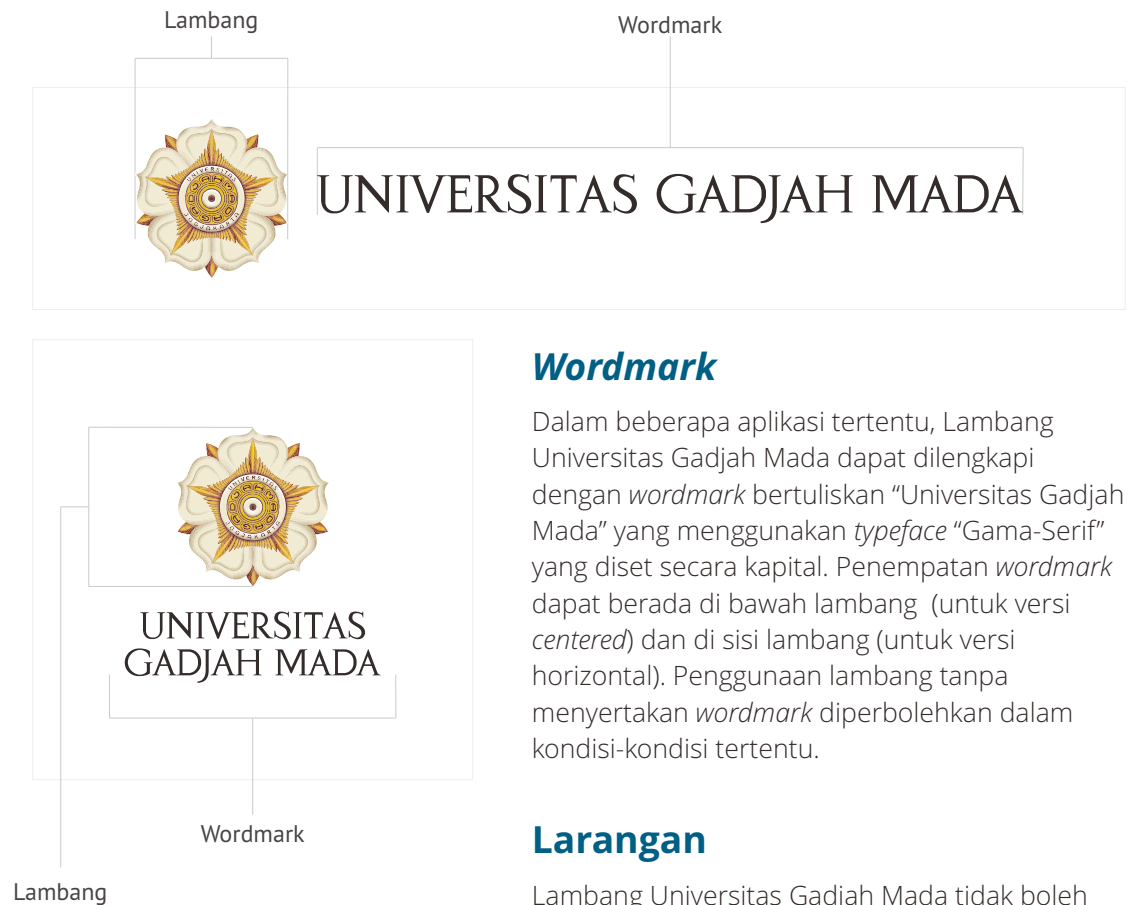 Lambang
Wordmark
UNIVERSITAS GADJAH MADA
UNIVERSITAS
GADJAH MADA
Wordmark
Lambang
Wordmark
Dalam beberapa aplikasi tertentu, Lambang
Universitas Gadjah Mada dapat dilengkapi
dengan wordmark bertuliskan “Universitas Gadjah
Mada” yang menggunakan typeface “Gama-Serif”
yang diset secara kapital. Penempatan wordmark
dapat berada di bawah lambang  (untuk versi
centered) dan di sisi lambang (untuk versi
horizontal). Penggunaan lambang tanpa
menyertakan wordmark diperbolehkan dalam
kondisi-kondisi tertentu.
Larangan
Lambang Universitas Gadjah Mada tidak boleh